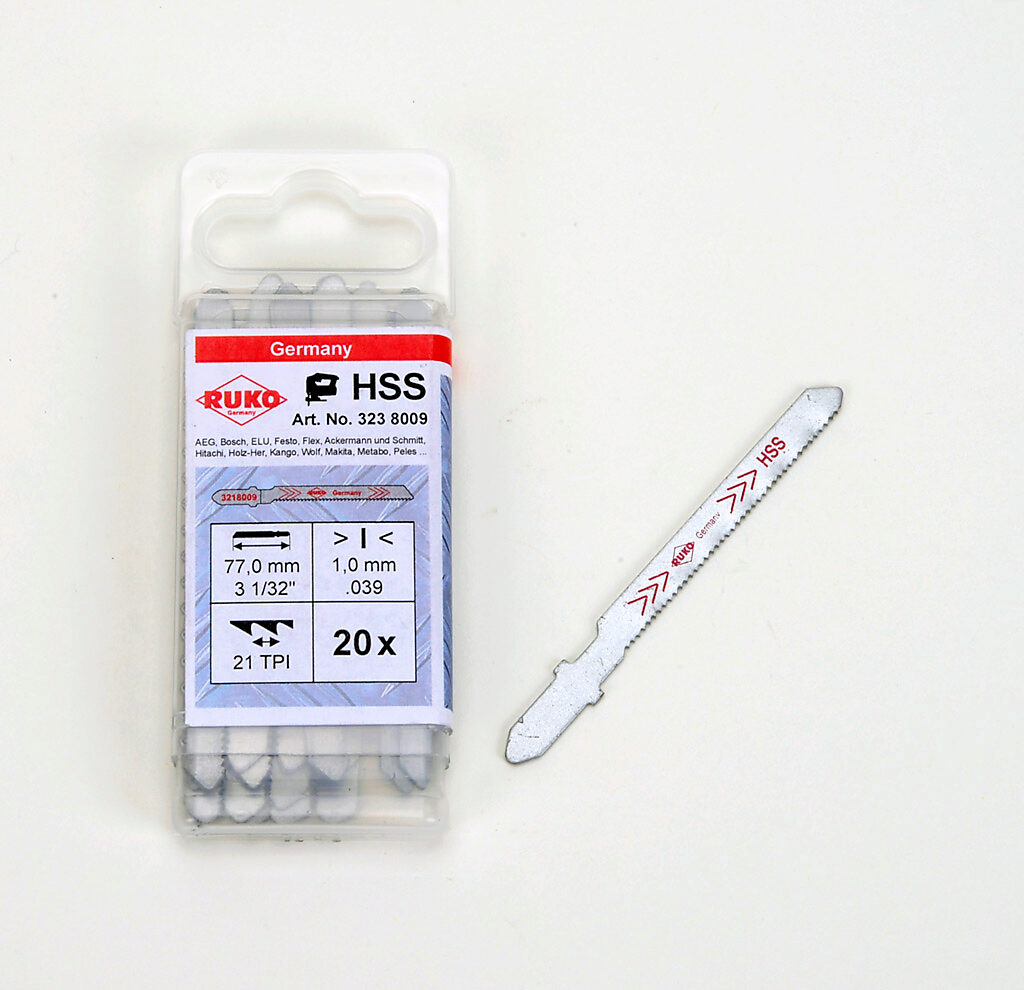 Germany
RUKO
Germany
HSS
Art. No. 323 8009
AEG, Bosch, ELU, Festo, Flex, Ackermann und Schmitt,
Hitachi, Holz-Her, Kango, Wolf, Makita, Metabo, Peles ...
3218009 >>> RUKO Germany >>>
> I <
77,0 mm
3 1/32"
1,0 mm
.039
21 TPI
20 x
>>> RUKO Germany >>> HSS